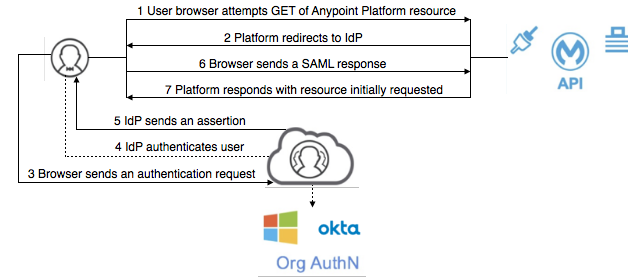 1 User browser attempts GET of Anypoint Platform resource
2 Platform redirects to IdP
6 Browser sends a SAML response
7 Platform responds with resource initially requested
API
5 IdP sends an assertion
4 IdP authenticates user
3 Browser sends an authentication request
okta
Org AuthN